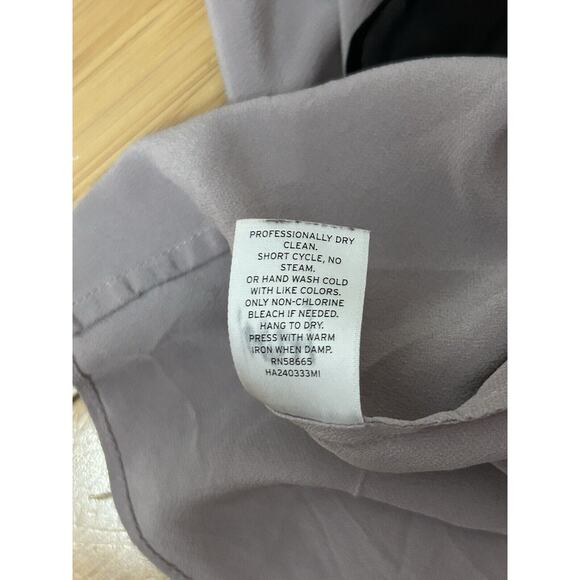 PROFESSIONALLY DRY
CLEAN.
SHORT CYCLE, NO
STEAM.
OR HAND WASH COLD
WITH LIKE COLORS.
ONLY NON-CHLORINE
BLEACH IF NEEDED.
HANG TO DRY.
PRESS WITH WARM
IRON WHEN DAMP.
RN58665
HA240333MI